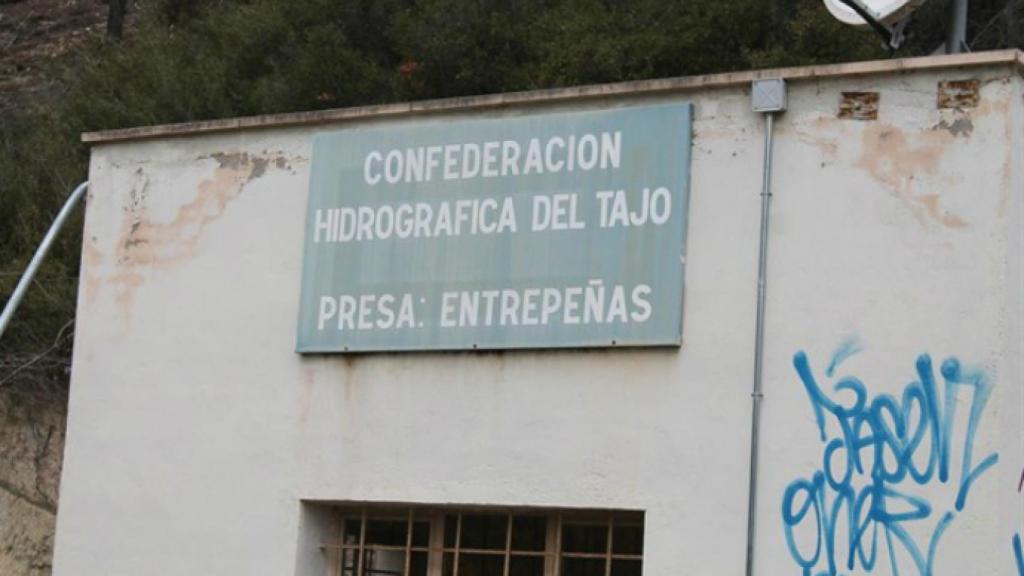 CONFEDERACION
HIDROGRAFICA DEL TAJO
PRESA: ENTREPEÑAS